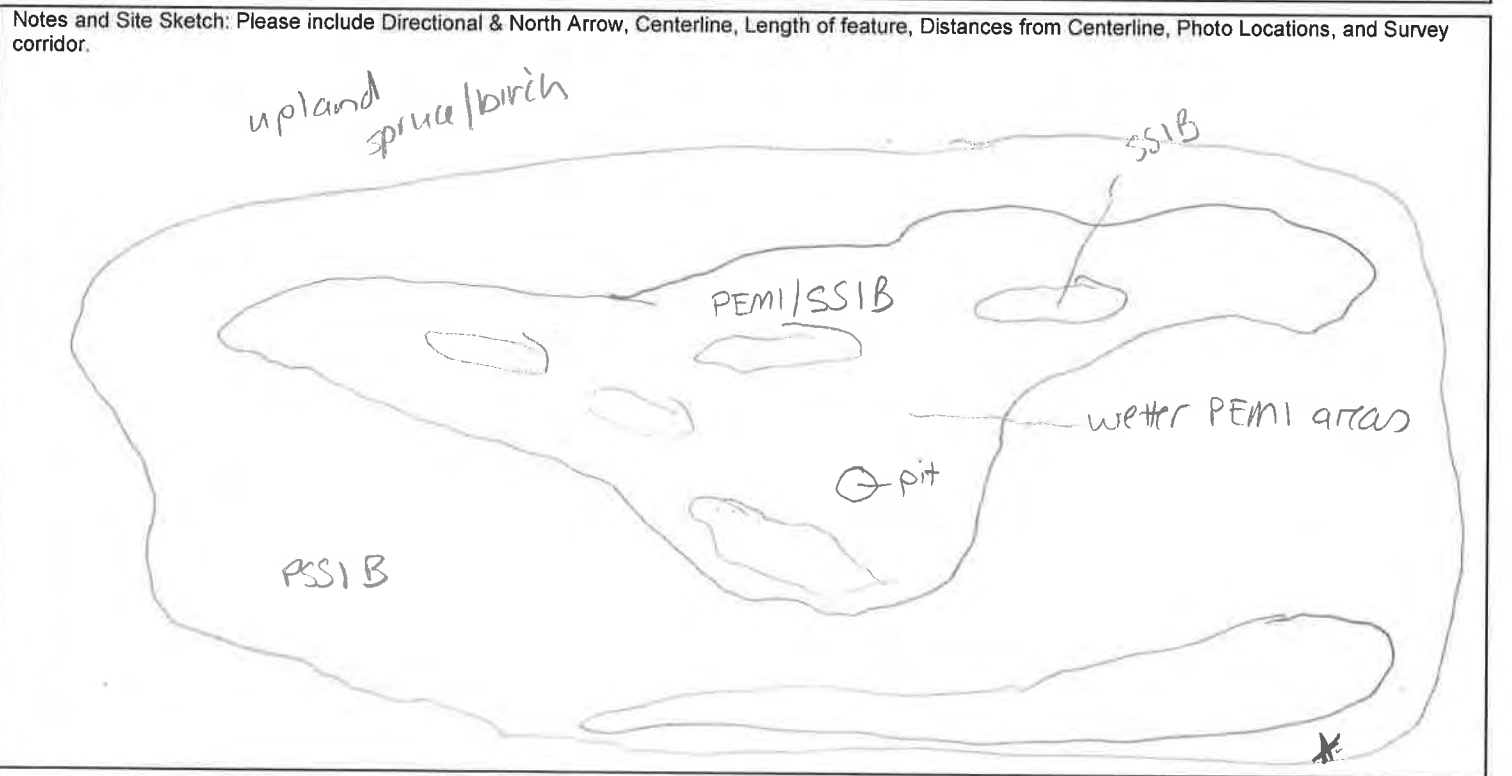 Notes and Site Sketch: Please include Directional & North Arrow, Centerline, Length of feature, Distances from Centerline, Photo Locations, and Survey
corridor.
upland
spruce/birch
SS1B
PEM1/SS1B
wetter PEM1 areas
pit
PSS1B